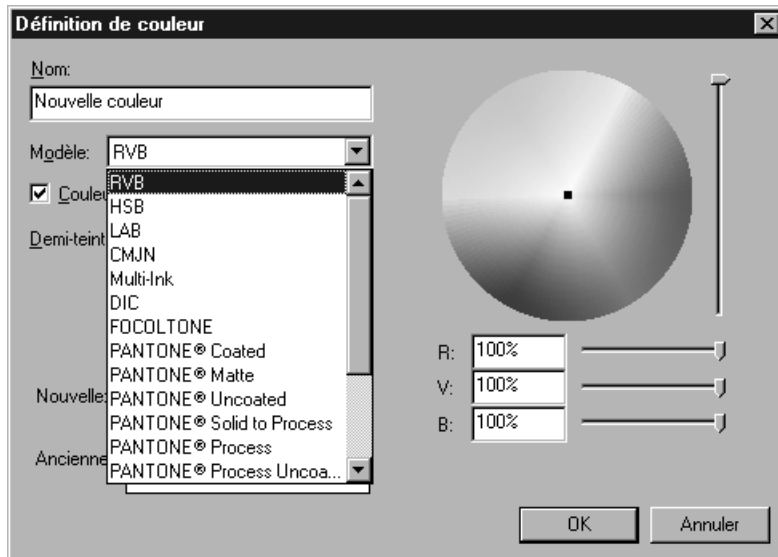 Définition de couleur
Nom:
Nouvelle couleur
Modèle: RVB
RVB
HSB
LAB
CMJN
Multi-Ink
DIC
FOCOLTONE
PANTONE® Coated
PANTONE® Matte
PANTONE® Uncoated
PANTONE® Solid to Process
PANTONE® Process
PANTONE® Process Uncoa...
Coule
Demi-teint
Nouvelle:
Ancienne
R: 100%
V: 100%
B: 100%
OK
Annuler